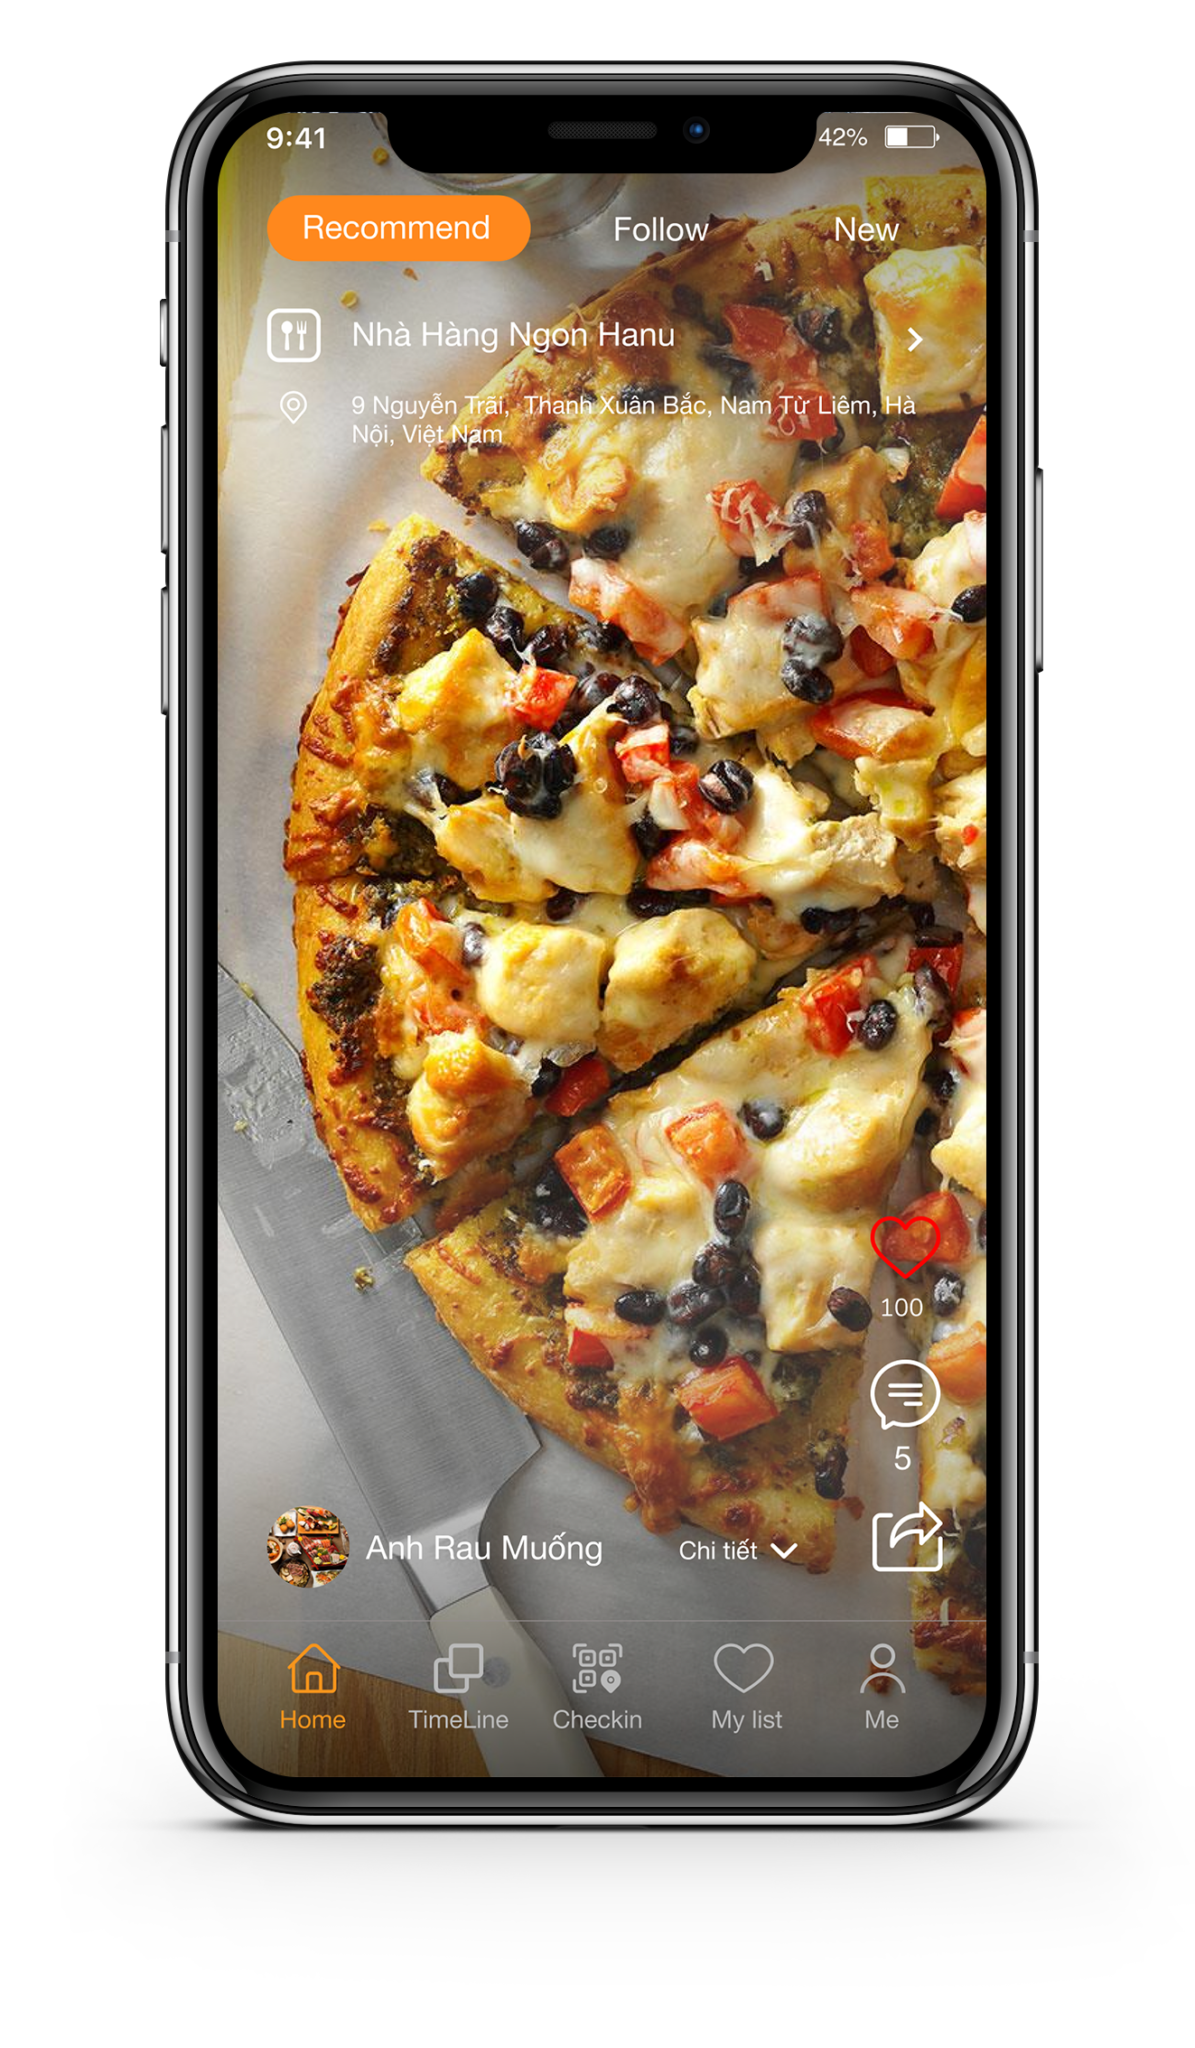 9:41 42%
Recommend Follow New
Nhà Hàng Ngon Hanu
9 Nguyễn Trãi, Thanh Xuân Bắc, Nam Từ Liêm, Hà
Nội, Việt Nam
100
5
Anh Rau Muống Chi tiết
Home TimeLine Checkin My list Me